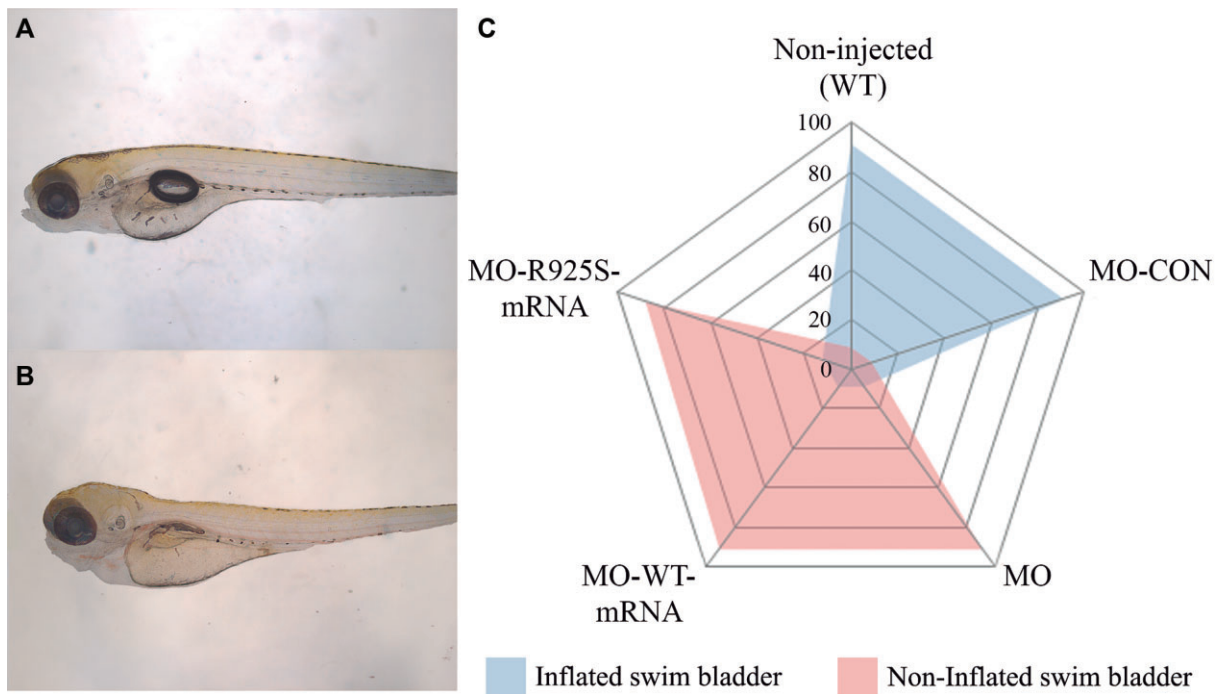 A
B
C
Non-injected
(WT)
100
80
60
40
20
0
MO-CON
MO
MO-WT-
mRNA
MO-R925S-
mRNA
Inflated swim bladder
Non-Inflated swim bladder